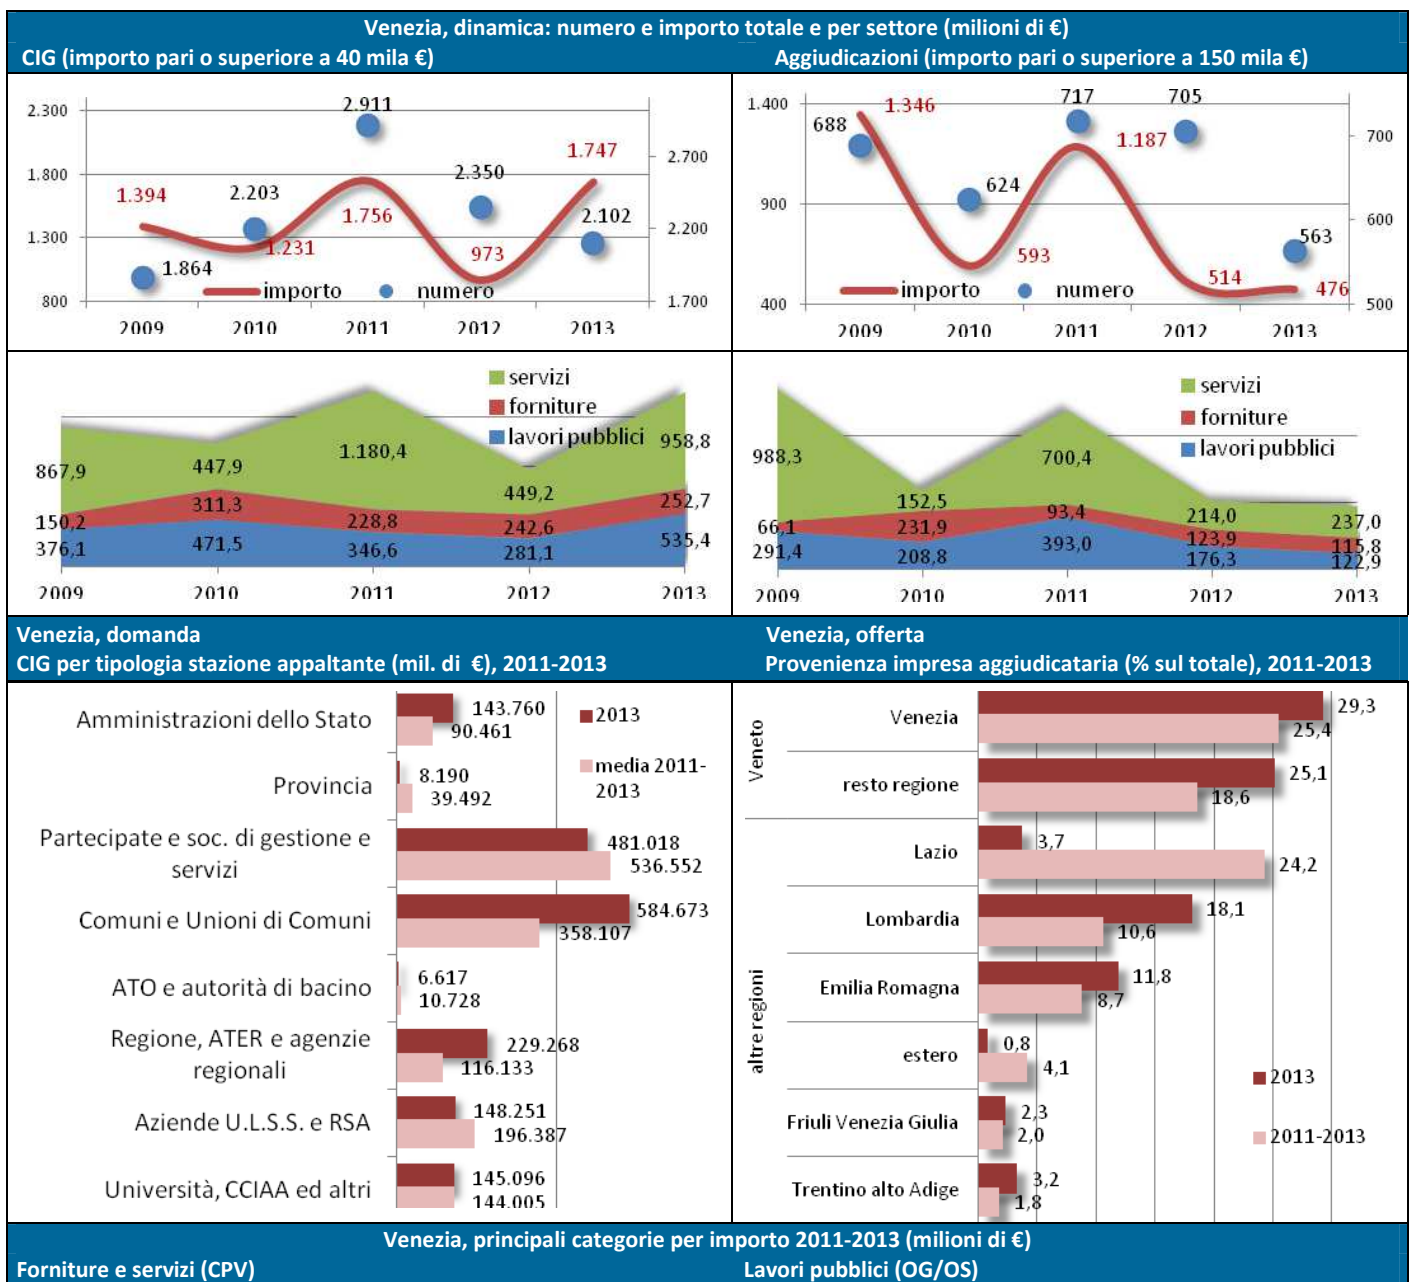 Venezia, dinamica: numero e importo totale e per settore (milioni di €)
CIG (importo pari o superiore a 40 mila €)
Aggiudicazioni (importo pari o superiore a 150 mila €)
2.300
1.800
1.300
800
2.911
1.747
1.394
2.203
2.350
1.756
2.102
1.231
973
1.864
importo
numero
2.700
2.200
1.700
2009 2010 2011 2012 2013
1.400
900
400
1.346
717
705
688
1.187
624
593
563
514
476
importo
numero
700
600
500
2009 2010 2011 2012 2013
servizi
forniture
lavori pubblici
867,9 447,9 1.180,4 449,2 958,8
150,2 311,3 228,8 242,6 252,7
376,1 471,5 346,6 281,1 535,4
2009 2010 2011 2012 2013
servizi
forniture
lavori pubblici
988,3 152,5 700,4 214,0 237,0
66,1 231,9 93,4 123,9 115,8
291,4 208,8 393,0 176,3 122,9
2009 2010 2011 2012 2013
Venezia, domanda
CIG per tipologia stazione appaltante (mil. di €), 2011-2013
Venezia, offerta
Provenienza impresa aggiudicataria (% sul totale), 2011-2013
2013
media 2011-
2013
Amministrazioni dello Stato
143.760
90.461
Provincia
8.190
39.492
Partecipate e soc. di gestione e
servizi
481.018
536.552
Comuni e Unioni di Comuni
584.673
358.107
ATO e autorità di bacino
6.617
10.728
Regione, ATER e agenzie
regionali
229.268
116.133
Aziende U.L.S.S. e RSA
148.251
196.387
Università, CCIAA ed altri
145.096
144.005
Veneto
Venezia
29,3
25,4
resto regione
25,1
18,6
altre regioni
Lazio
3,7
24,2
Lombardia
18,1
10,6
Emilia Romagna
11,8
8,7
estero
0,8
4,1
Friuli Venezia Giulia
2,3
2,0
Trentino alto Adige
3,2
1,8
2013
2011-2013
Venezia, principali categorie per importo 2011-2013 (milioni di €)
Forniture e servizi (CPV)
Lavori pubblici (OG/OS)